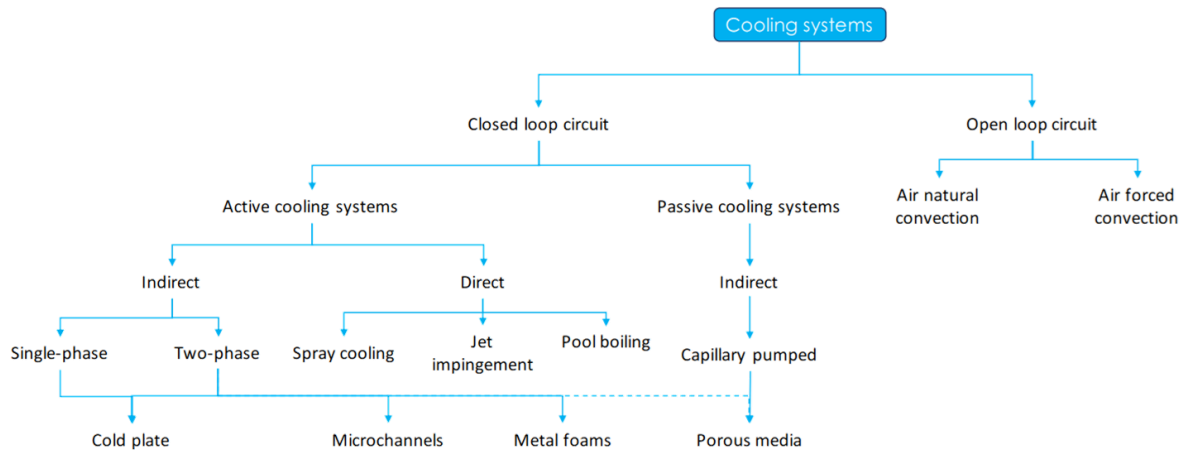 Cooling systems
Closed loop circuit
Open loop circuit
Active cooling systems
Passive cooling systems
Air natural
convection
Air forced
convection
Indirect
Direct
Indirect
Single-phase
Two-phase
Spray cooling
Jet
impingement
Pool boiling
Capillary pumped
Cold plate
Microchannels
Metal foams
Porous media